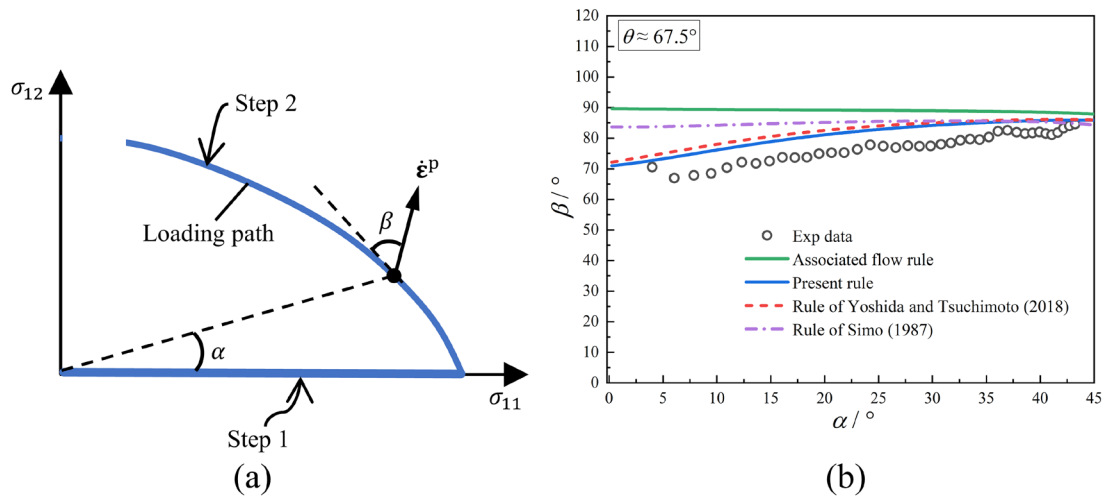 σ₁₂
Step 2
ε̇ᵖ
β
Loading path
α
σ₁₁
Step 1
(a)
θ ≈ 67.5°
β / °
120
110
100
90
80
70
60
50
40
30
20
10
0
Exp data
Associated flow rule
Present rule
Rule of Yoshida and Tsuchimoto (2018)
Rule of Simo (1987)
0 5 10 15 20 25 30 35 40 45
α / °
(b)